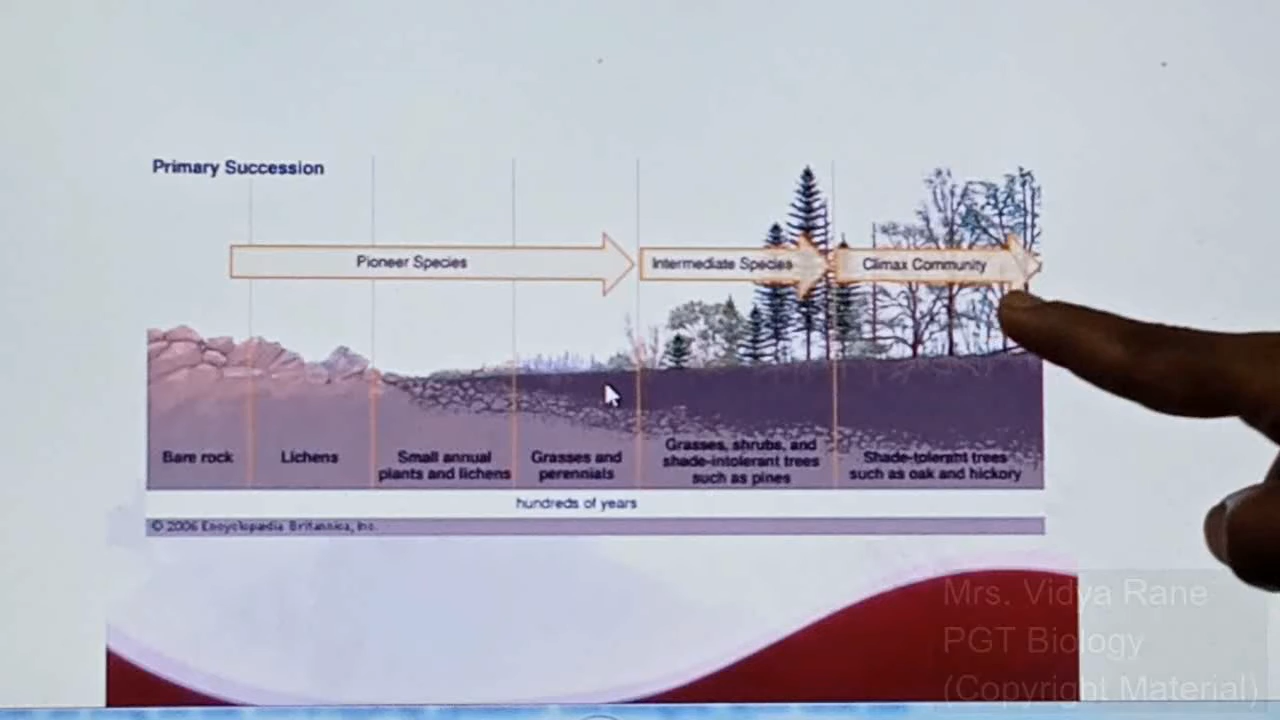 Primary Succession
Pioneer Species
Intermediate Species
Climax Community
Bare rock
Lichens
Small annual
plants and lichens
Grasses and
perennials
Grasses, shrubs, and
shade-intolerant trees
such as pines
Shade-tolerant trees
such as oak and hickory
hundreds of years
© 2006 Encyclopædia Britannica, Inc.
Mrs. Vidya Rane
PGT Biology
(Copyright Material)